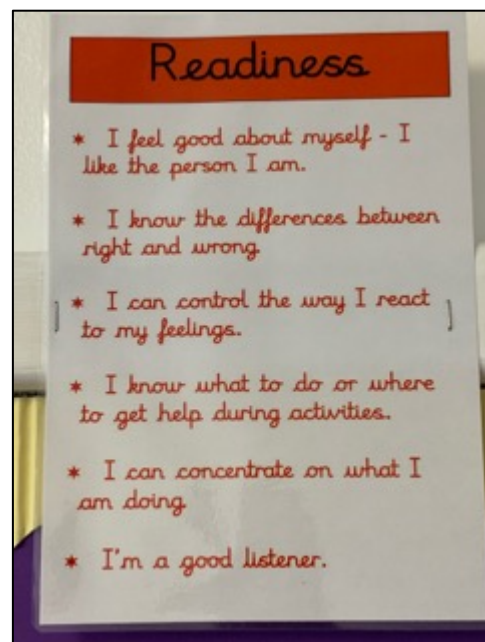 Readiness
* I feel good about myself - I
like the person I am.
* I know the differences between
right and wrong
* I can control the way I react
to my feelings.
* I know what to do or where
to get help during activities.
* I can concentrate on what I
am doing
* I'm a good listener.